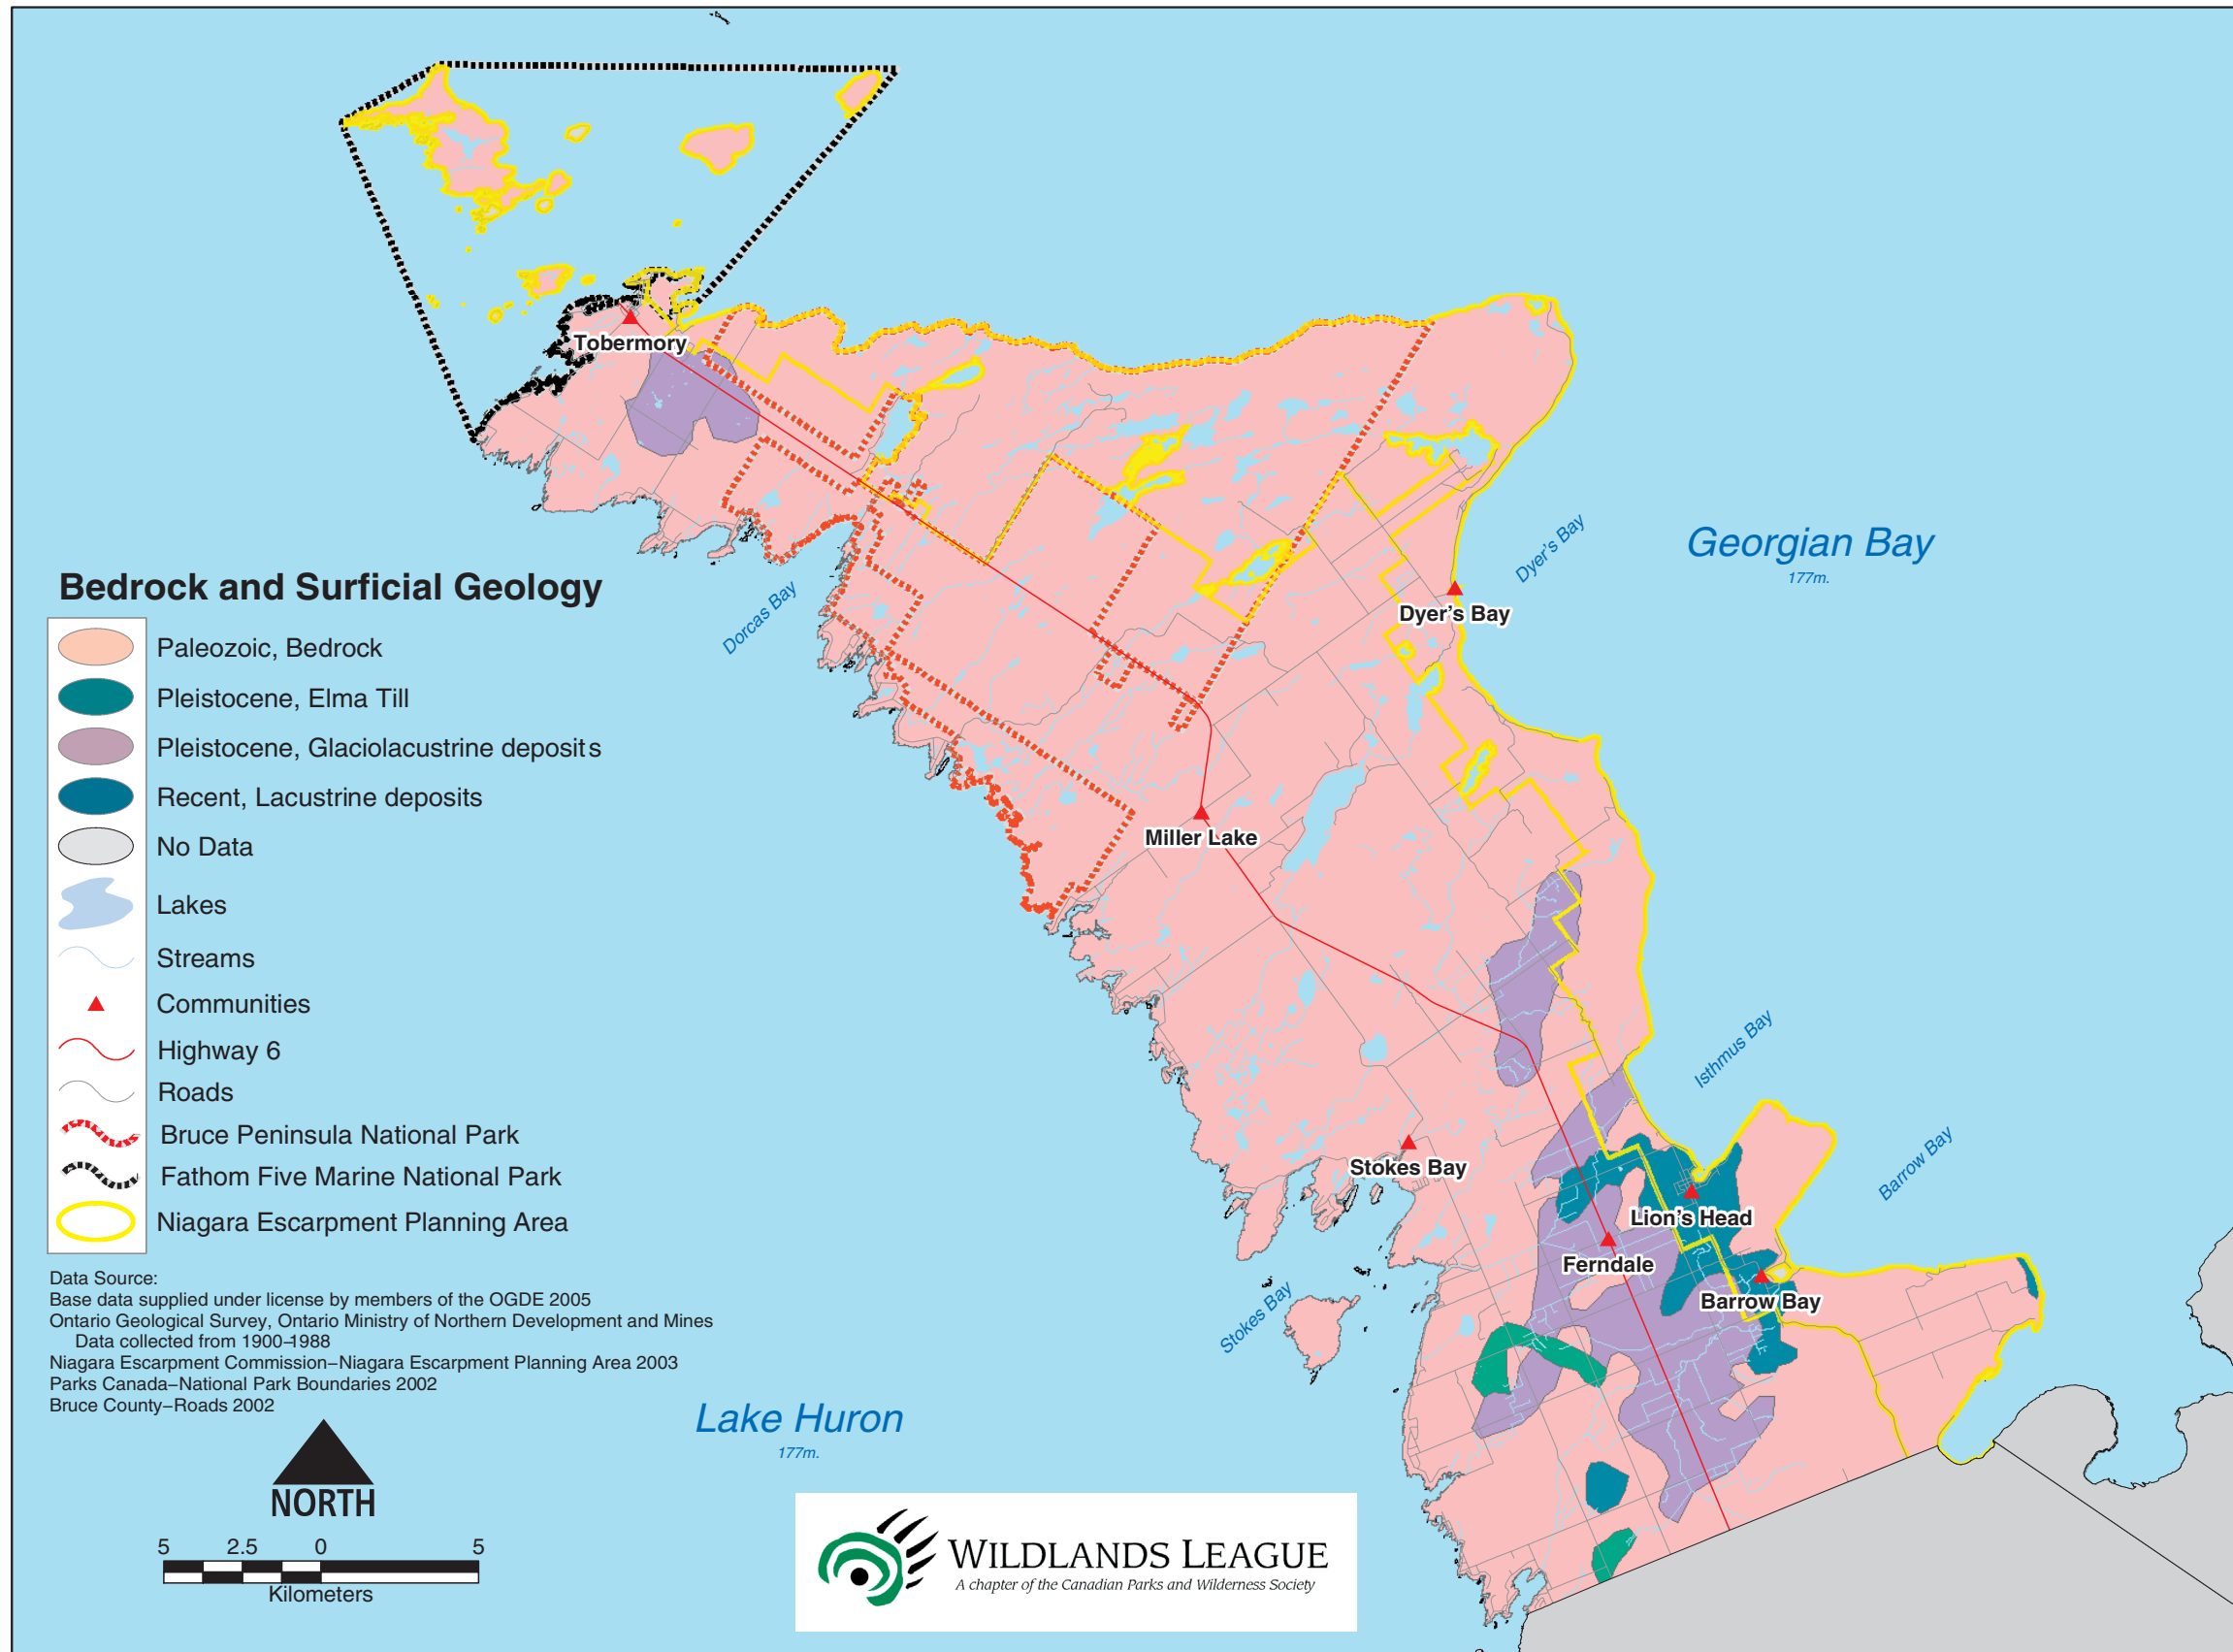 Tobermory
Georgian Bay
177m.
Dyer's Bay
Dyer's Bay
Dorcas Bay
Bedrock and Surficial Geology
Paleozoic, Bedrock
Pleistocene, Elma Till
Pleistocene, Glaciolacustrine deposits
Recent, Lacustrine deposits
No Data
Lakes
Streams
Communities
Highway 6
Roads
Bruce Peninsula National Park
Fathom Five Marine National Park
Niagara Escarpment Planning Area
Miller Lake
Isthmus Bay
Stokes Bay
Barrow Bay
Lion's Head
Ferndale
Barrow Bay
Stokes Bay
Data Source:
Base data supplied under license by members of the OGDE 2005
Ontario Geological Survey, Ontario Ministry of Northern Development and Mines
Data collected from 1900–1988
Niagara Escarpment Commission–Niagara Escarpment Planning Area 2003
Parks Canada–National Park Boundaries 2002
Bruce County–Roads 2002
Lake Huron
177m.
NORTH
5 2.5 0 5
Kilometers
WILDLANDS LEAGUE
A chapter of the Canadian Parks and Wilderness Society